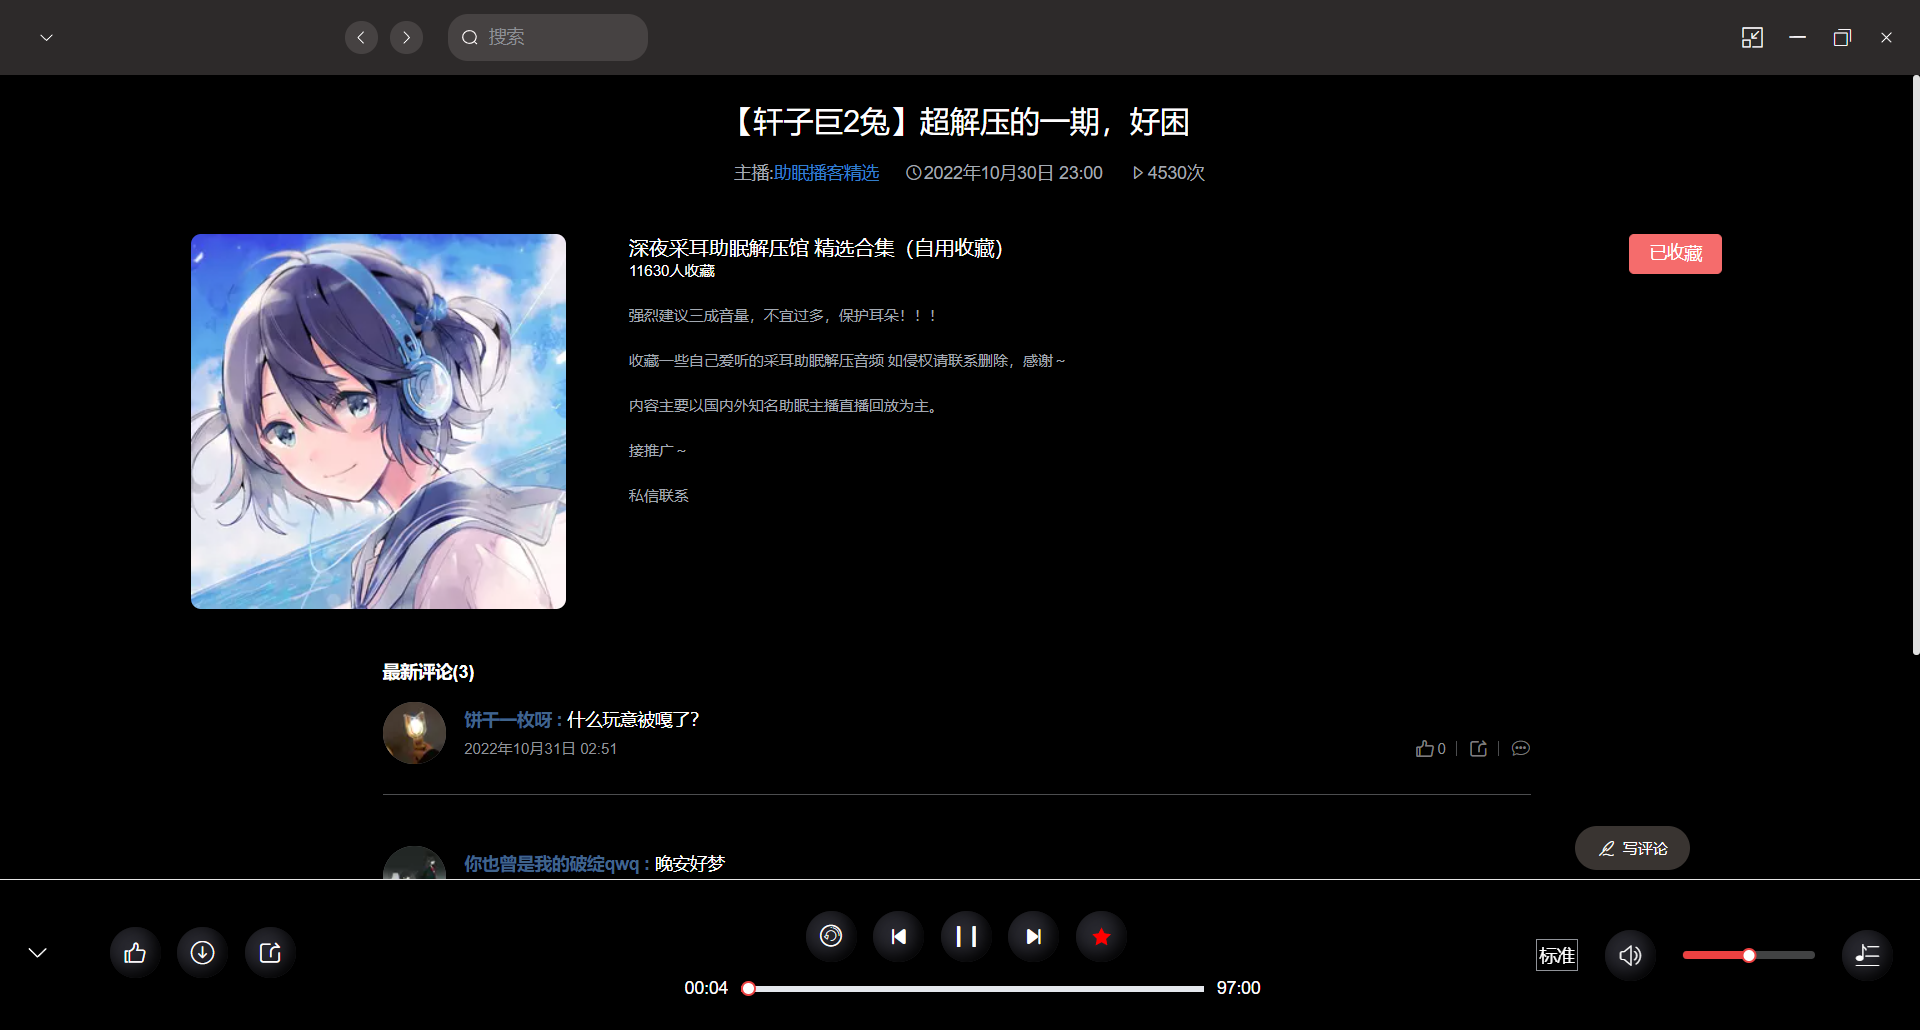 搜索
【轩子巨2兔】超解压的一期，好困
主播:助眠播客精选 2022年10月30日 23:00 4530次
深夜采耳助眠解压馆 精选合集（自用收藏）
11630人收藏
已收藏
强烈建议三成音量，不宜过多，保护耳朵！！！
收藏一些自己爱听的采耳助眠解压音频 如侵权请联系删除，感谢～
内容主要以国内外知名助眠主播直播回放为主。
接推广～
私信联系
最新评论(3)
饼干一枚呀 : 什么玩意被嘎了？
2022年10月31日 02:51
0
你也曾是我的破绽qwq : 晚安好梦
写评论
标准
00:04
97:00